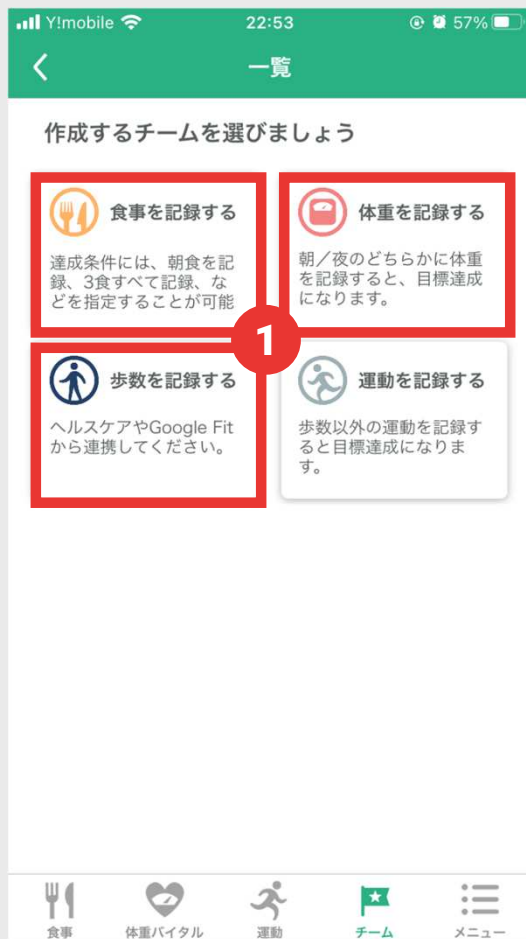 Y!mobile 22:53 57%
一覧
作成するチームを選びましょう
食事を記録する
達成条件には、朝食を記
録、3食すべて記録、な
どを指定することが可能
体重を記録する
朝／夜のどちらかに体重
を記録すると、目標達成
になります。
1
歩数を記録する
ヘルスケアやGoogle Fit
から連携してください。
運動を記録する
歩数以外の運動を記録す
ると目標達成になりま
す。
食事 体重バイタル 運動 チーム メニュー